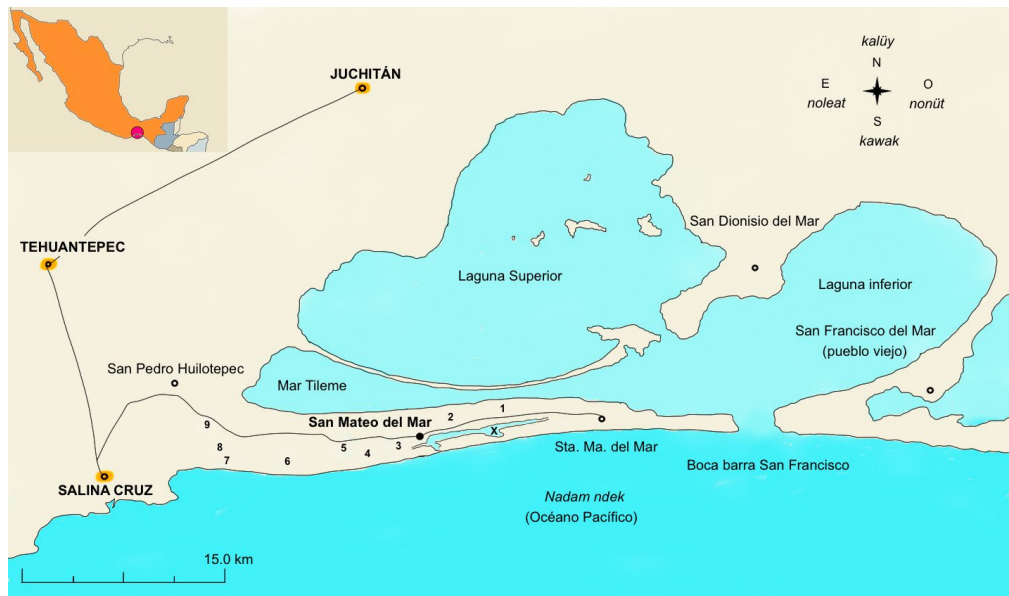 kalüy
N
E
O
noleat
nonüt
S
kawak
JUCHITÁN
San Dionisio del Mar
TEHUANTEPEC
Laguna Superior
Laguna inferior
San Francisco del Mar
(pueblo viejo)
San Pedro Huilotepec
Mar Tileme
1
2
San Mateo del Mar
9
X
Sta. Ma. del Mar
8
7
6
5
4
3
Boca barra San Francisco
SALINA CRUZ
Nadam ndek
(Océano Pacífico)
15.0 km